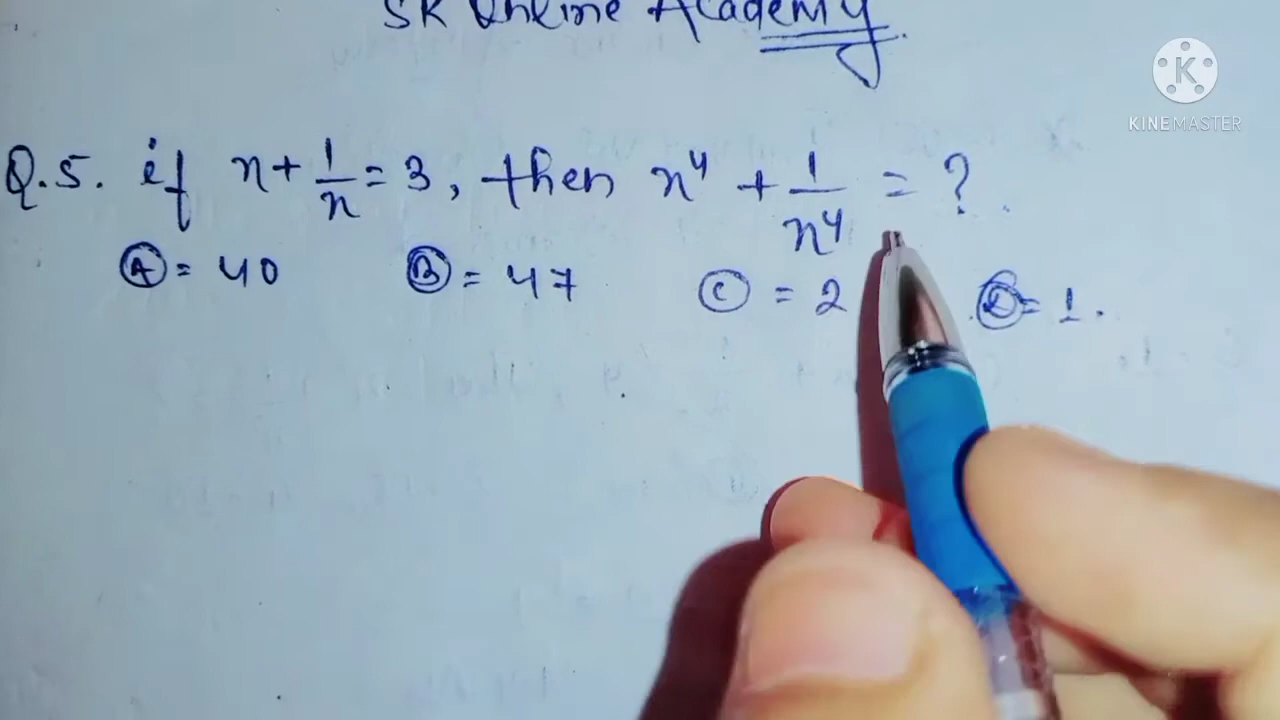 SK Online Academy
KINEMASTER
Q.5. if x + 1/x = 3, then x⁴ + 1/x⁴ = ?
Ⓐ = 40 Ⓑ = 47 Ⓒ = 2 Ⓓ = 1.